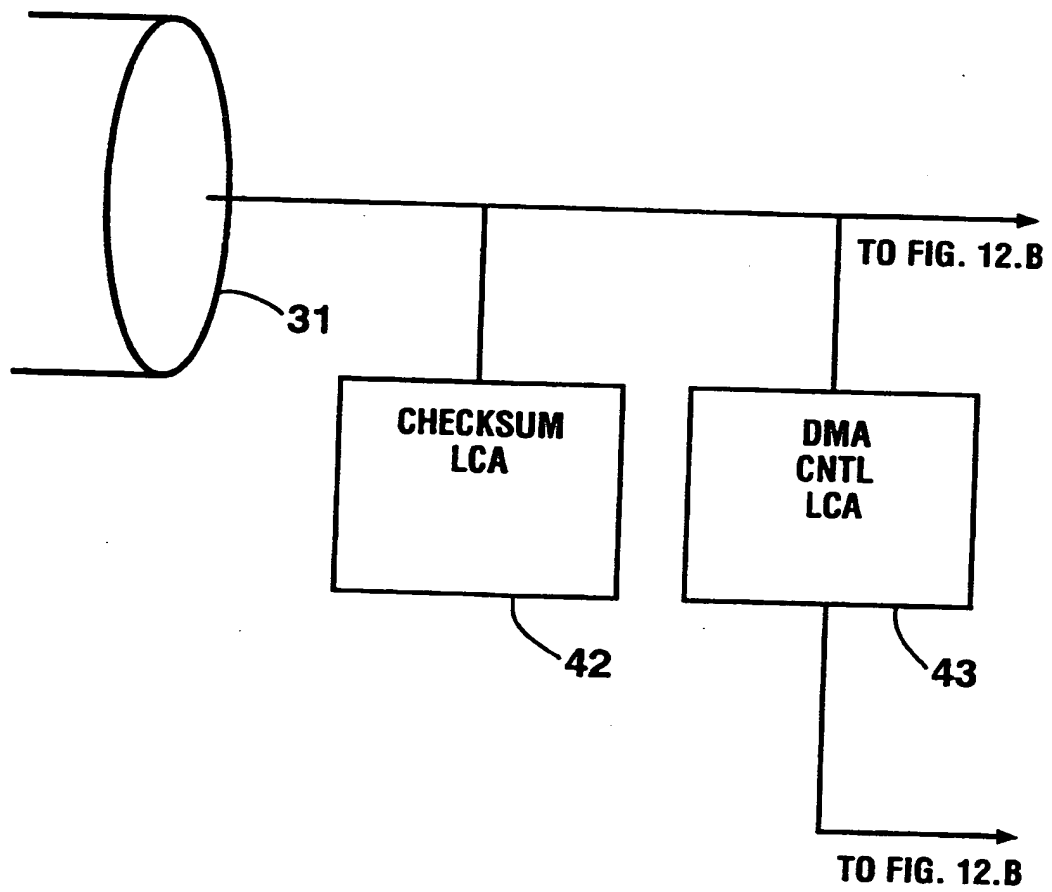 TO FIG. 12.B
31
CHECKSUM
LCA
DMA
CNTL
LCA
42
43
TO FIG. 12.B